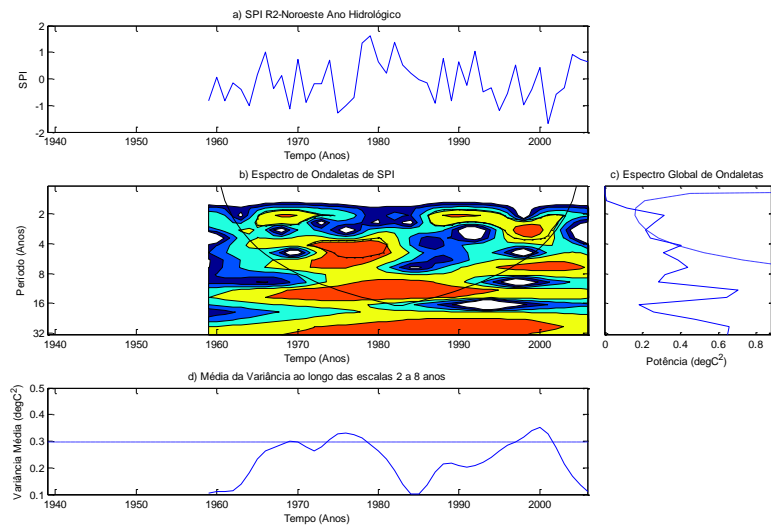 a) SPI R2-Noroeste Ano Hidrológico
SPI
2
1
0
-1
-2
1940 1950 1960 1970 1980 1990 2000
Tempo (Anos)
b) Espectro de Ondaletas de SPI
Período (Anos)
2
4
8
16
32
1940 1950 1960 1970 1980 1990 2000
Tempo (Anos)
c) Espectro Global de Ondaletas
0 0.2 0.4 0.6 0.8
Potência (degC²)
d) Média da Variância ao longo das escalas 2 a 8 anos
Variância Média (degC²)
0.5
0.4
0.3
0.2
0.1
1940 1950 1960 1970 1980 1990 2000
Tempo (Anos)